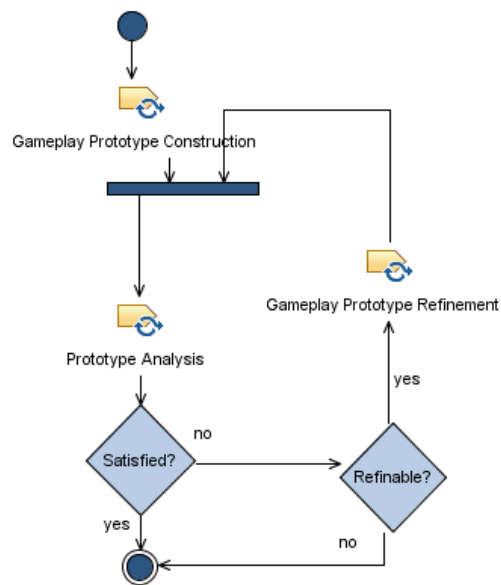 Gameplay Prototype Construction
Gameplay Prototype Refinement
Prototype Analysis
yes
no
Satisfied?
Refinable?
yes
no